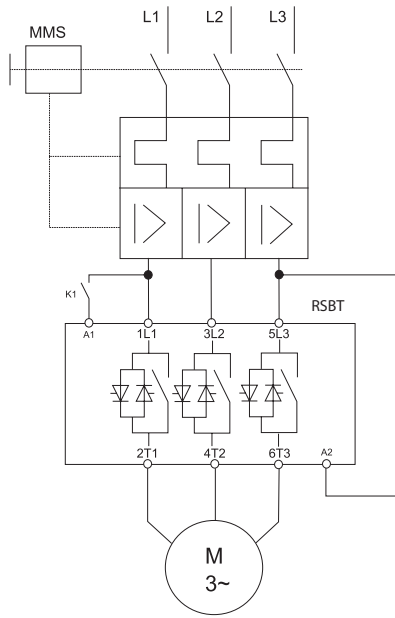 L1 L2 L3
MMS
K1
RSBT
A1 1L1 3L2 5L3
2T1 4T2 6T3 A2
M
3~